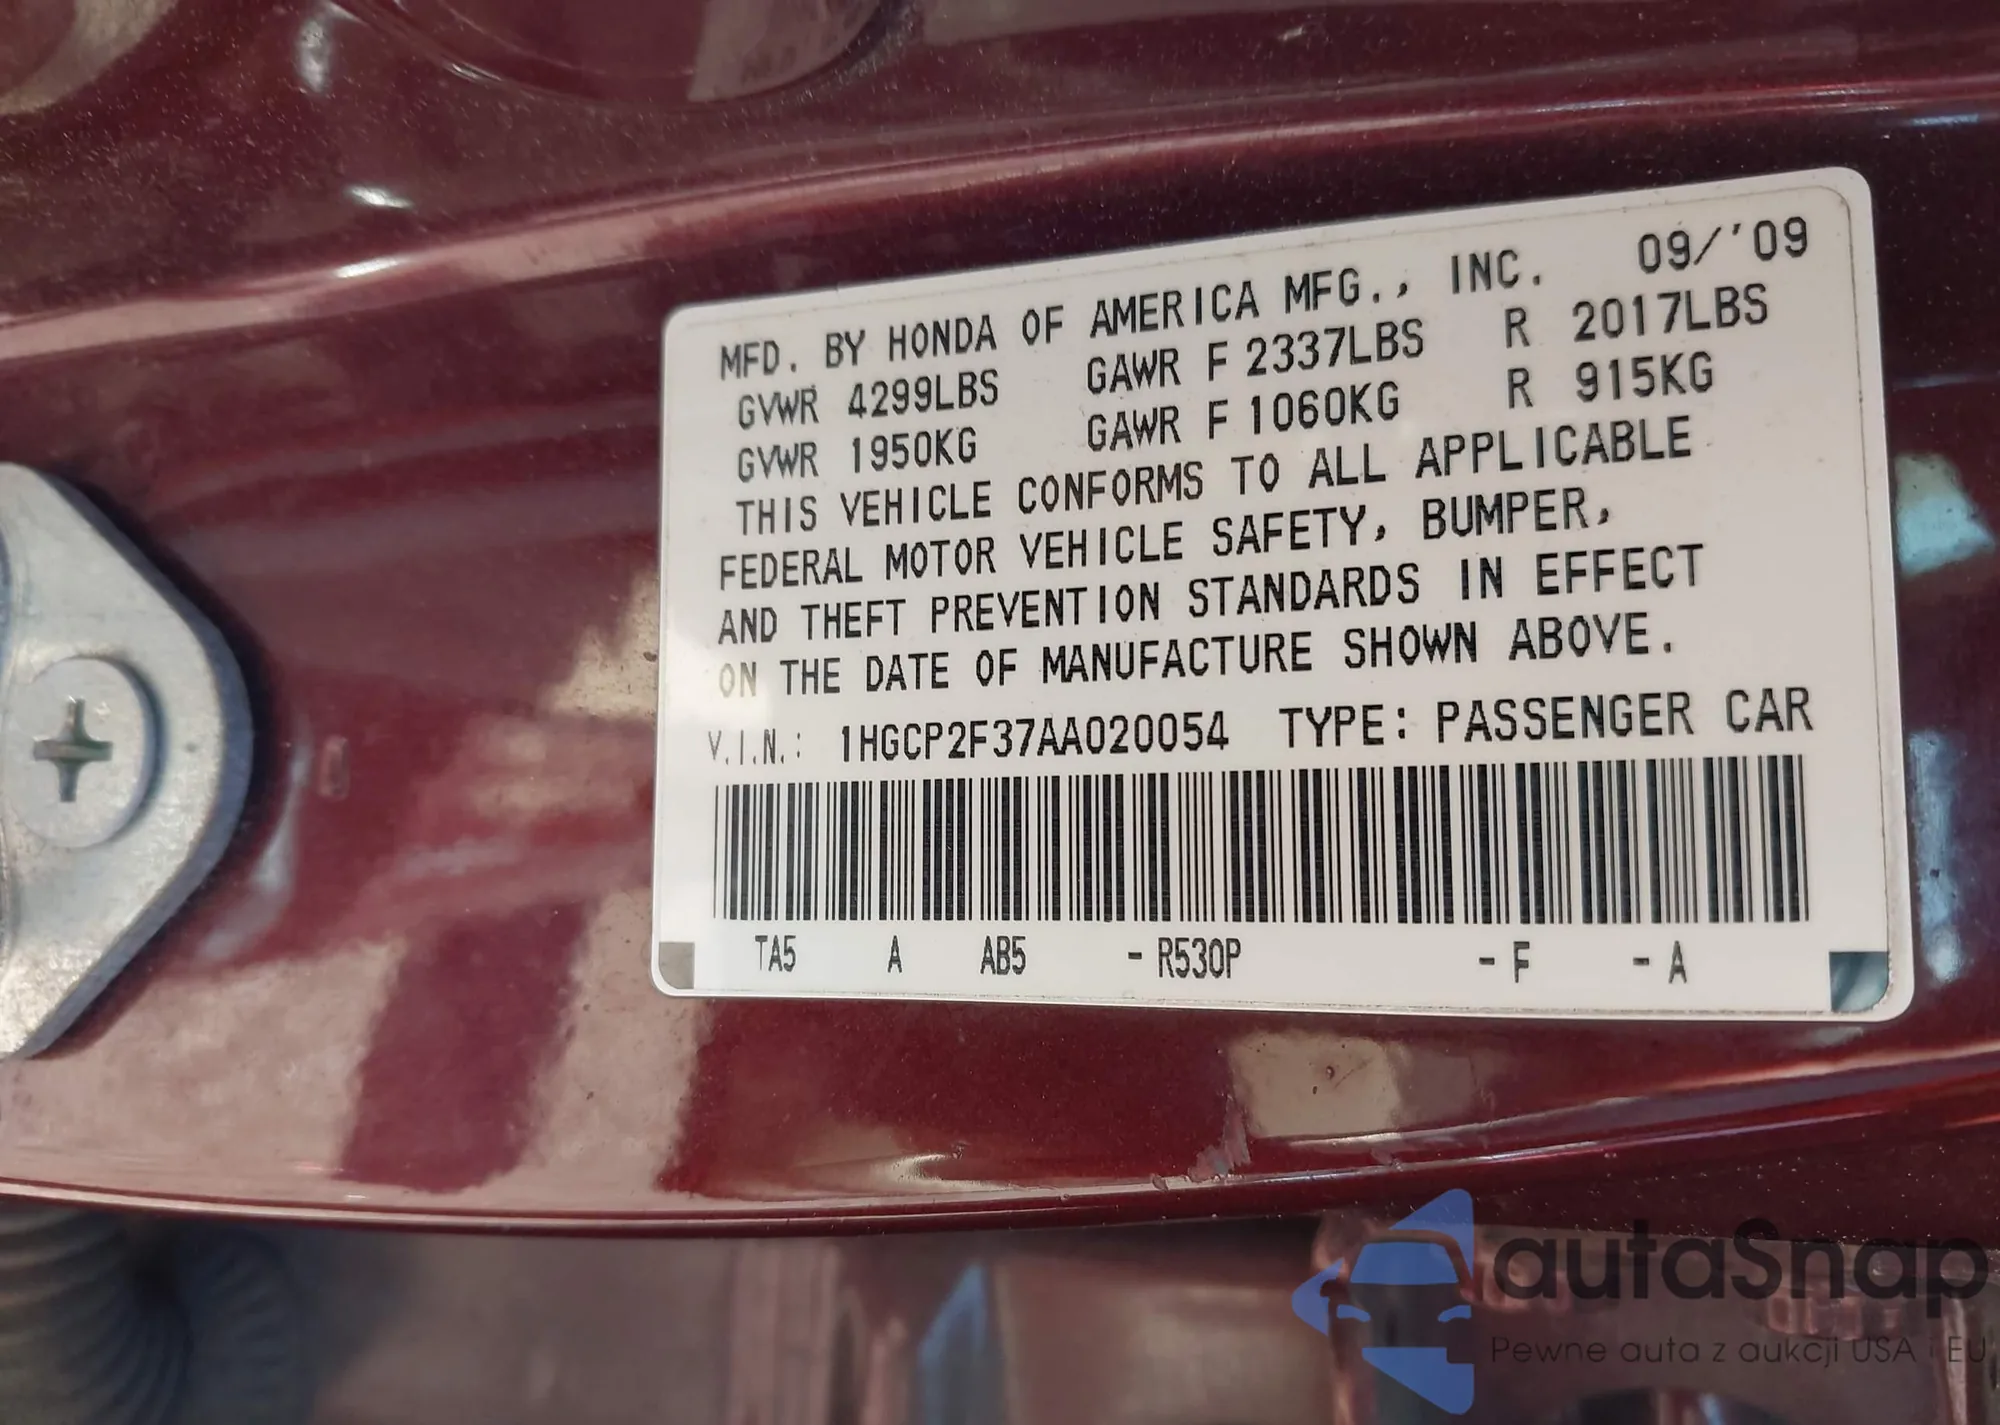 MFD. BY HONDA OF AMERICA MFG., INC. 09/'09
GVWR 4299LBS GAWR F 2337LBS R 2017LBS
GVWR 1950KG GAWR F 1060KG R 915KG
THIS VEHICLE CONFORMS TO ALL APPLICABLE
FEDERAL MOTOR VEHICLE SAFETY, BUMPER,
AND THEFT PREVENTION STANDARDS IN EFFECT
ON THE DATE OF MANUFACTURE SHOWN ABOVE.
V.I.N.: 1HGCP2F37AA020054 TYPE: PASSENGER CAR
TA5 A AB5 -R530P -F -A
autaSnap
Pewne auta z aukcji USA i EU